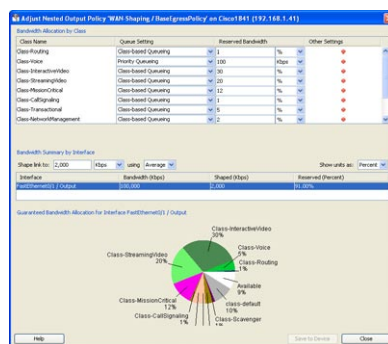 Adjust Nested Output Policy 'WAN-Shaping / BaseEgressPolicy' on Cisco1841 (192.168.1.41)
Bandwidth Allocation by Class
Class Name Queue Setting Reserved Bandwidth Other Settings
Class-Routing Class-based Queueing 1 %
Class-Voice Priority Queueing 100 Kbps
Class-InteractiveVideo Class-based Queueing 30 %
Class-StreamingVideo Class-based Queueing 20 %
Class-MissionCritical Class-based Queueing 12 %
Class-CallSignaling Class-based Queueing 1 %
Class-Transactional Class-based Queueing 5 %
Class-NetworkManagement Class-based Queueing 2 %
Bandwidth Summary by Interface
Shape link to: 2,000 Kbps using Average Show units as: Percent
Interface Bandwidth (Kbps) Shaped (Kbps) Reserved (Percent)
FastEthernet0/1 / Output 100,000 2,000 91.00%
Guaranteed Bandwidth Allocation for Interface FastEthernet0/1 / Output
Class-InteractiveVideo
30%
Class-Voice
5%
Class-StreamingVideo
20%
Class-Routing
1%
Available
9%
Class-MissionCritical
12%
class-default
10%
Class-CallSignaling
1%
Class-Scavenger
Help Save to Device Close